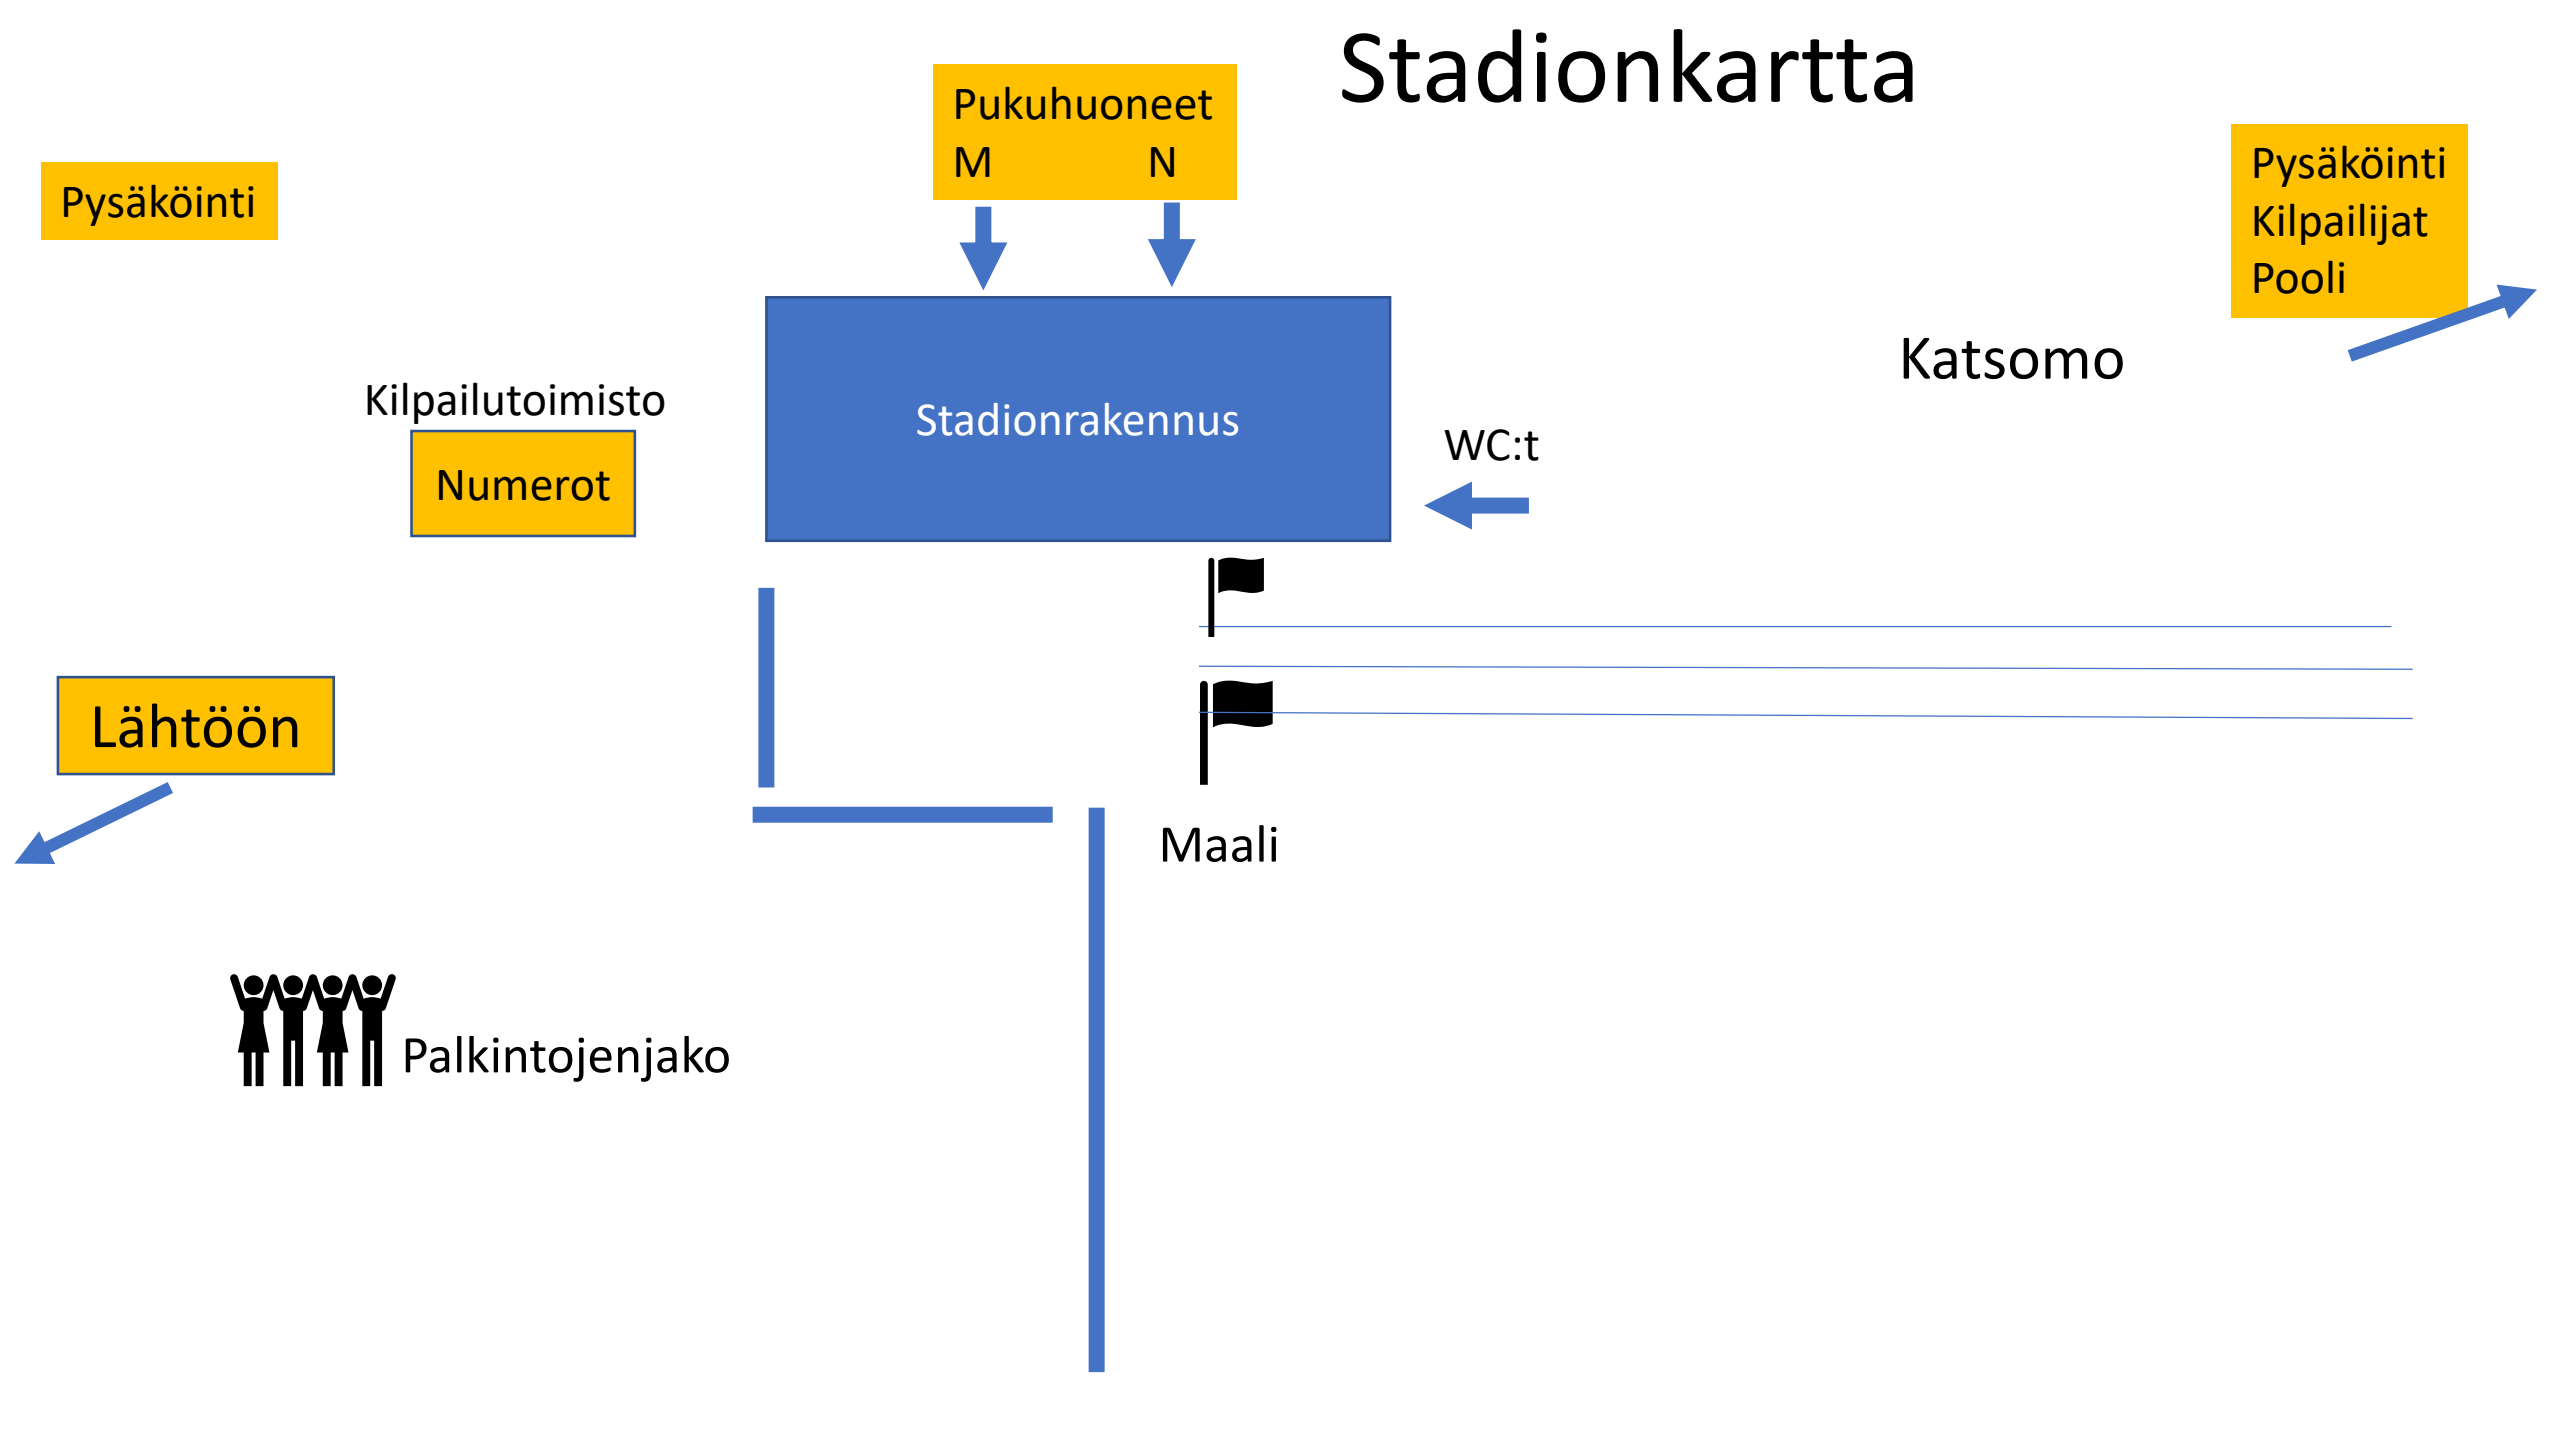 Stadionkartta
Pukuhuoneet
M N
Pysäköinti
Pysäköinti
Kilpailijat
Pooli
Katsomo
Kilpailutoimisto
Numerot
Stadionrakennus
WC:t
Lähtöön
Maali
Palkintojenjako